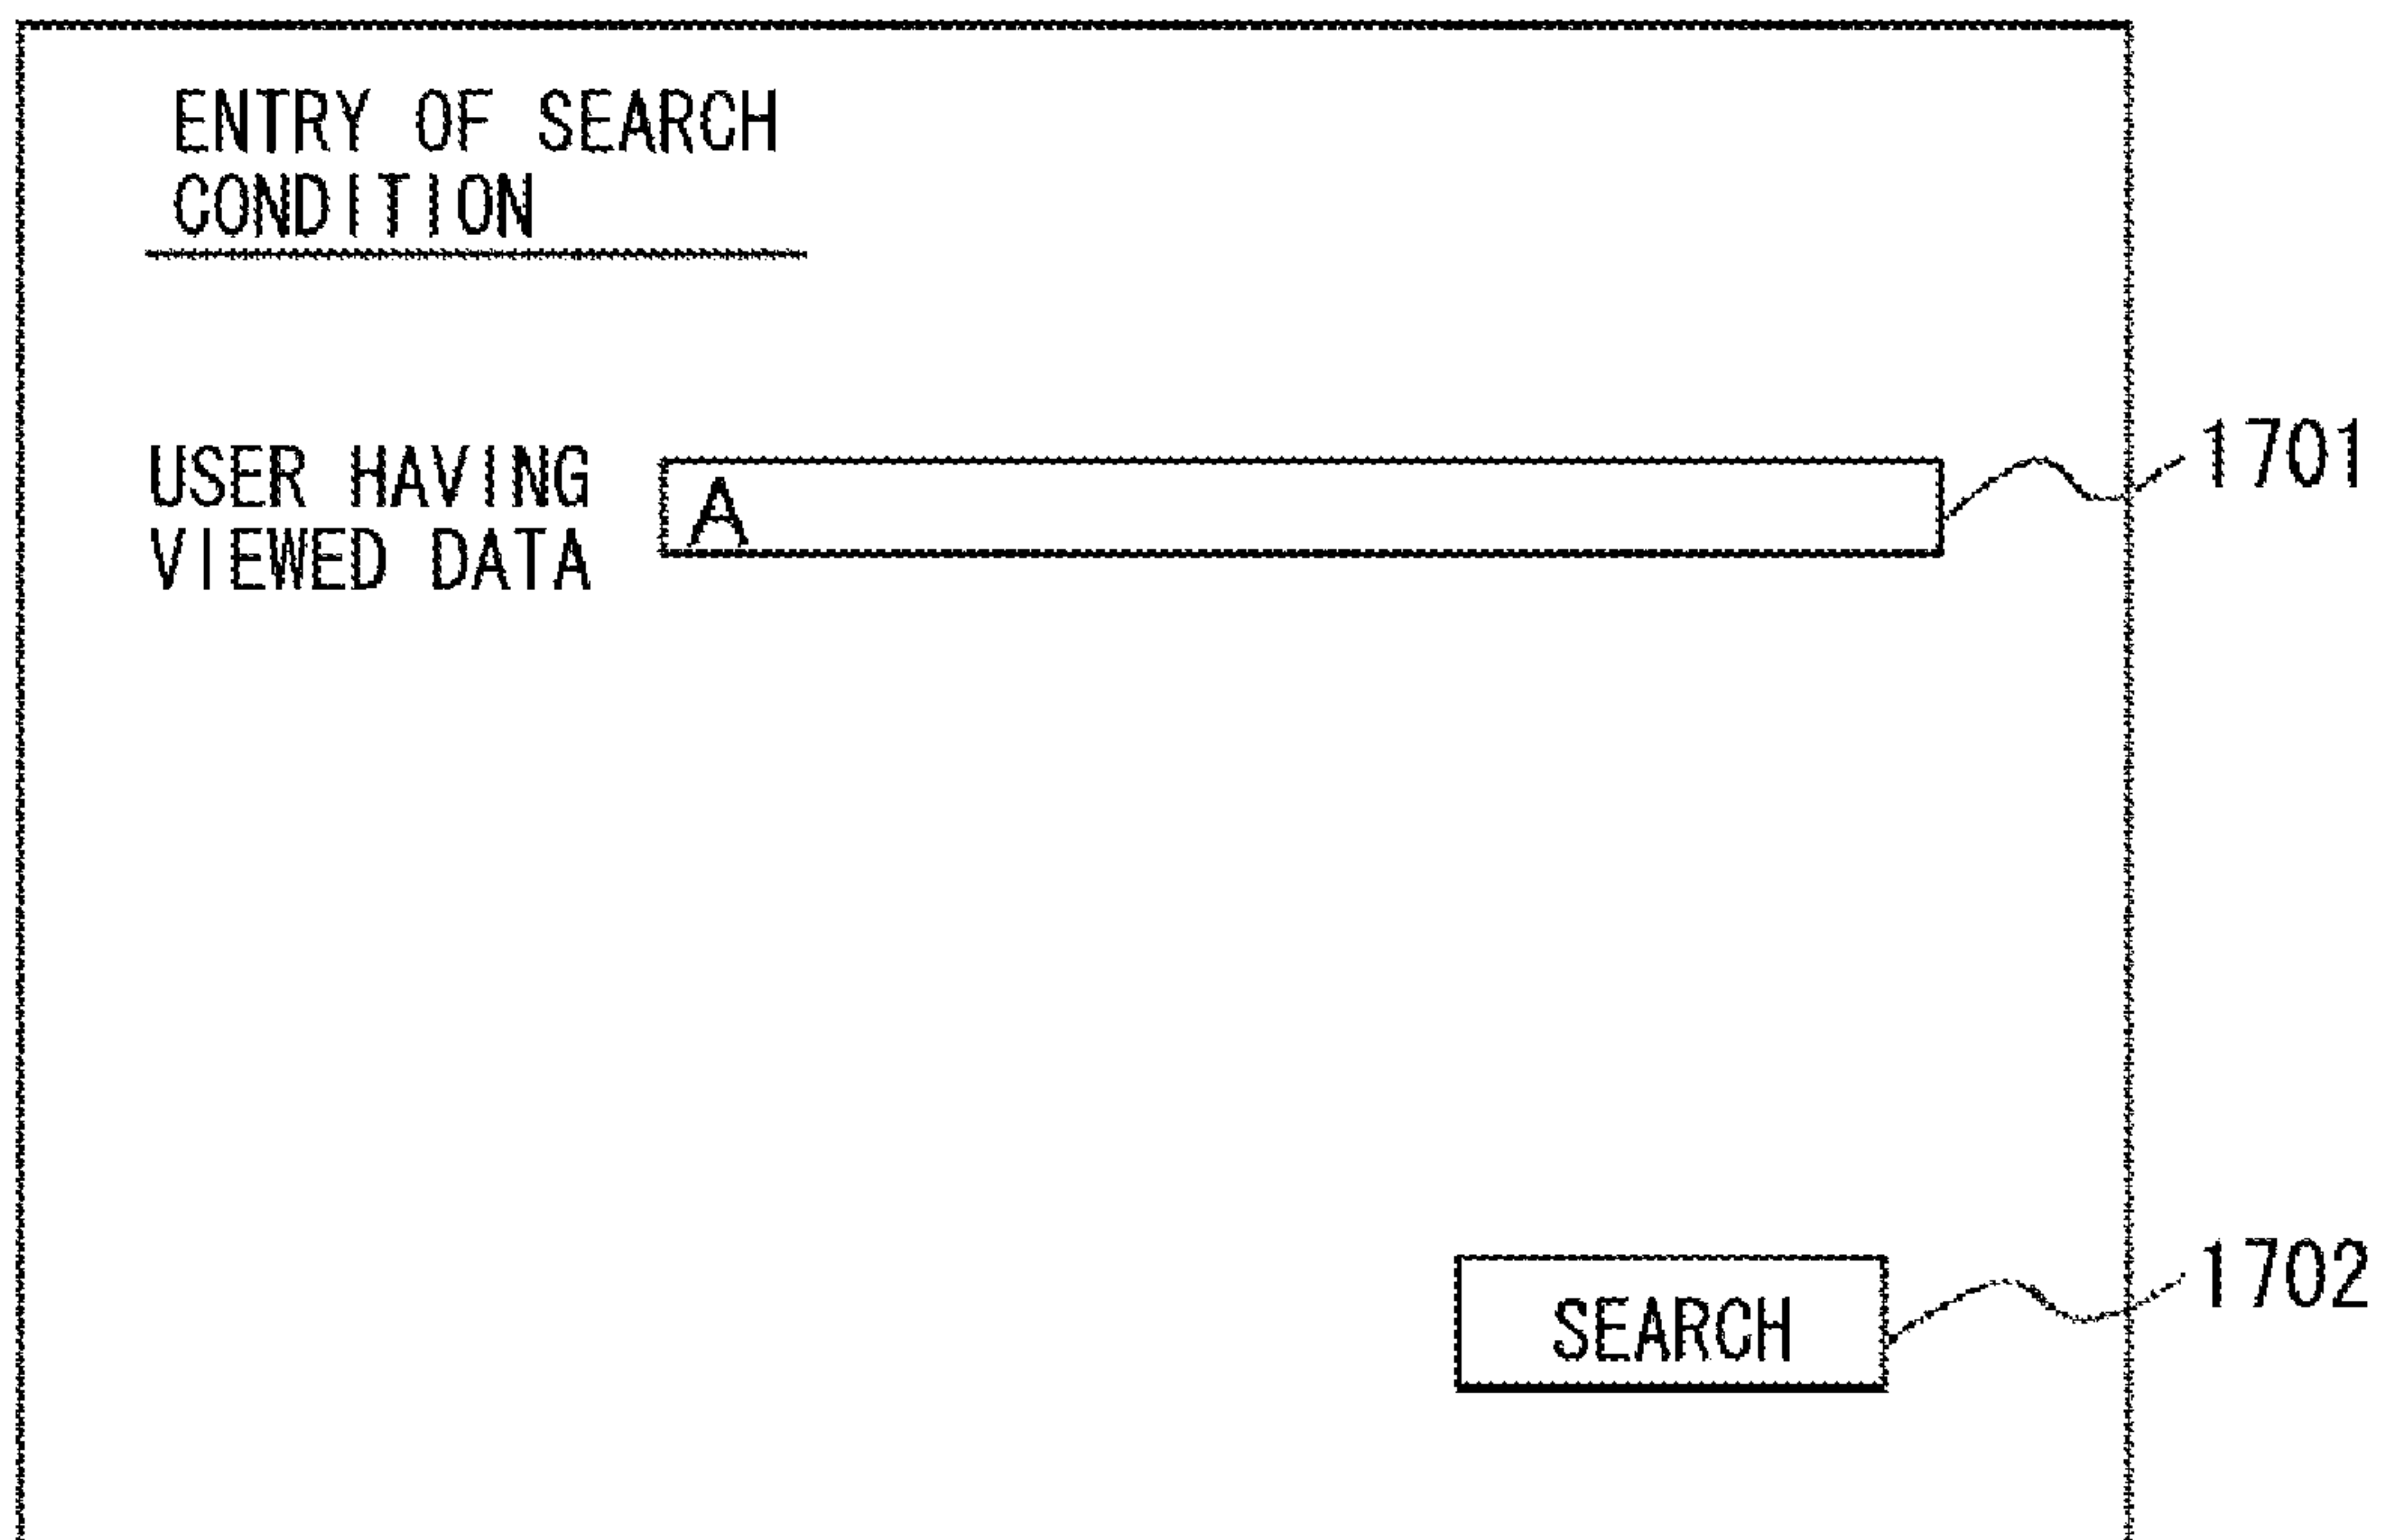 ENTRY OF SEARCH
CONDITION
USER HAVING
VIEWED DATA
A
1701
SEARCH
1702